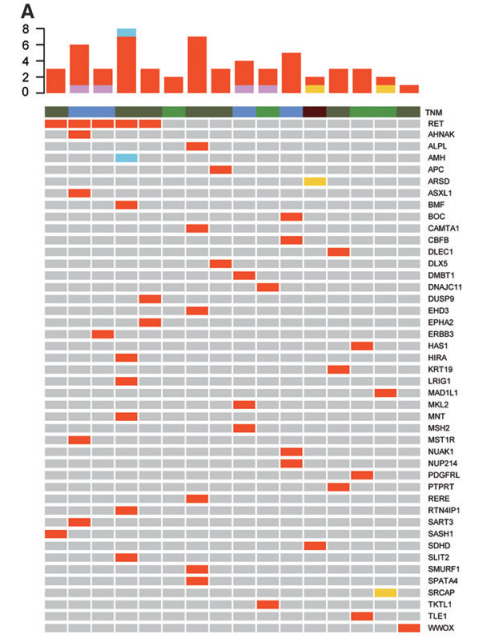 A
8
6
4
2
0
TNM
RET
AHNAK
ALPL
AMH
APC
ARSD
ASXL1
BMF
BOC
CAMTA1
CBFB
DLEC1
DLX5
DMBT1
DNAJC11
DUSP9
EHD3
EPHA2
ERBB3
HAS1
HIRA
KRT19
LRIG1
MAD1L1
MKL2
MNT
MSH2
MST1R
NUAK1
NUP214
PDGFRL
PTPRT
RERE
RTN4IP1
SART3
SASH1
SDHD
SLIT2
SMURF1
SPATA4
SRCAP
TKTL1
TLE1
WWOX